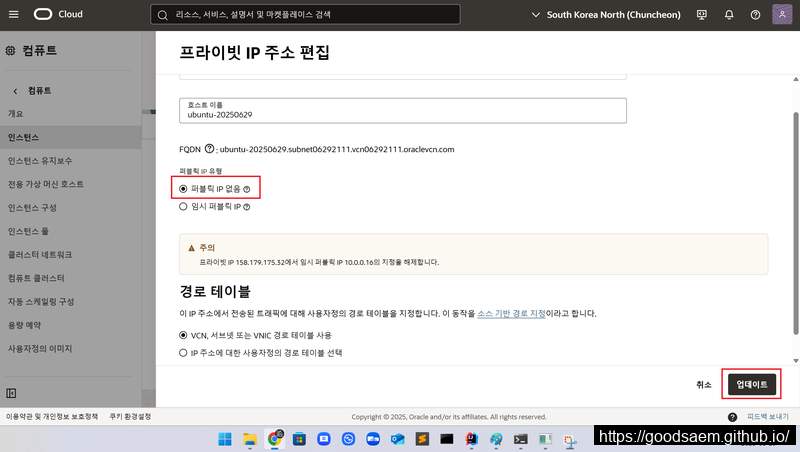 Cloud
리소스, 서비스, 설명서 및 마켓플레이스 검색
South Korea North (Chuncheon)
컴퓨트
컴퓨트
개요
인스턴스
인스턴스 유지보수
전용 가상 머신 호스트
인스턴스 구성
인스턴스 풀
클러스터 네트워크
컴퓨트 클러스터
자동 스케일링 구성
용량 예약
사용자정의 이미지
프라이빗 IP 주소 편집
호스트 이름
ubuntu-20250629
FQDN : ubuntu-20250629.subnet06292111.vcn06292111.oraclevcn.com
퍼블릭 IP 유형
퍼블릭 IP 없음
임시 퍼블릭 IP
주의
프라이빗 IP 158.179.175.32에서 임시 퍼블릭 IP 10.0.0.16의 지정을 해제합니다.
경로 테이블
이 IP 주소에서 전송된 트래픽에 대해 사용자정의 경로 테이블을 지정합니다. 이 동작을 소스 기반 경로 지정이라고 합니다.
VCN, 서브넷 또는 VNIC 경로 테이블 사용
IP 주소에 대한 사용자정의 경로 테이블 선택
취소
업데이트
이용약관 및 개인정보 보호정책
쿠키 환경설정
Copyright © 2025, Oracle and/or its affiliates. All rights reserved.
피드백 보내기
https://goodsaem.github.io/